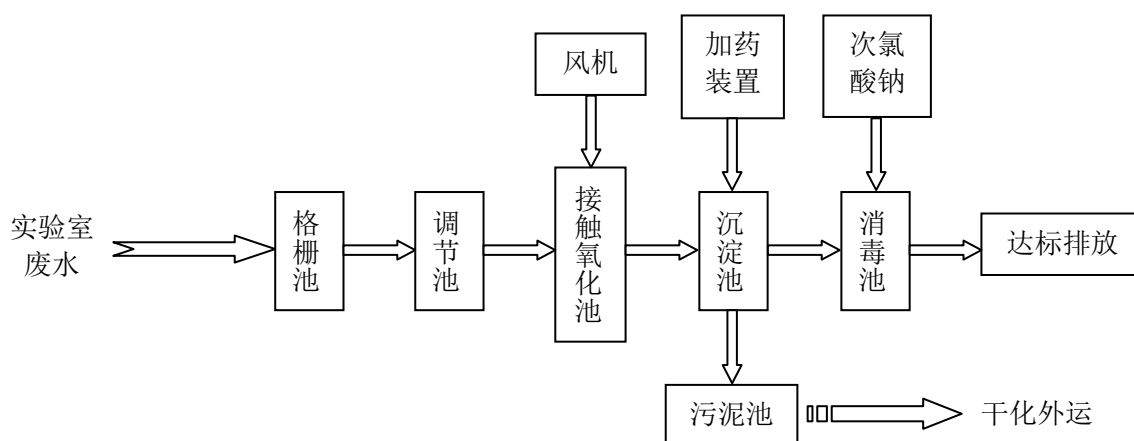 风机
加药
装置
次氯
酸钠
实验室
废水
格栅池
调节池
接触氧化池
沉淀池
消毒池
达标排放
污泥池
干化外运